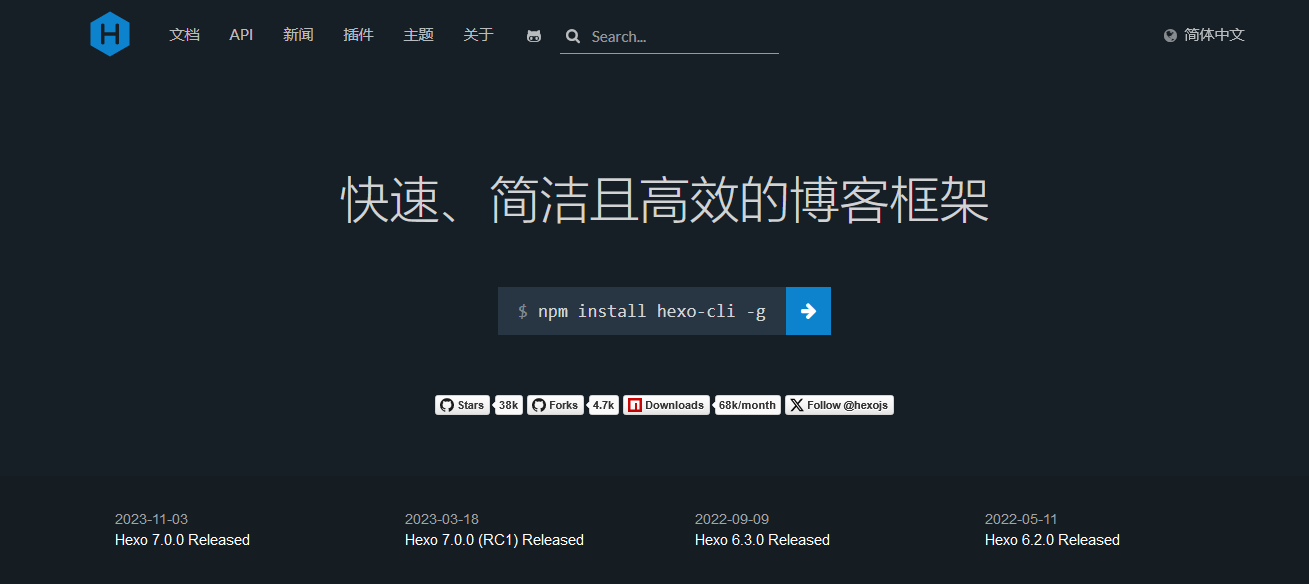 H 文档 API 新闻 插件 主题 关于 Search... 简体中文
快速、简洁且高效的博客框架
$ npm install hexo-cli -g
Stars 38k Forks 4.7k n Downloads 68k/month X Follow @hexojs
2023-11-03 2023-03-18 2022-09-09 2022-05-11
Hexo 7.0.0 Released Hexo 7.0.0 (RC1) Released Hexo 6.3.0 Released Hexo 6.2.0 Released